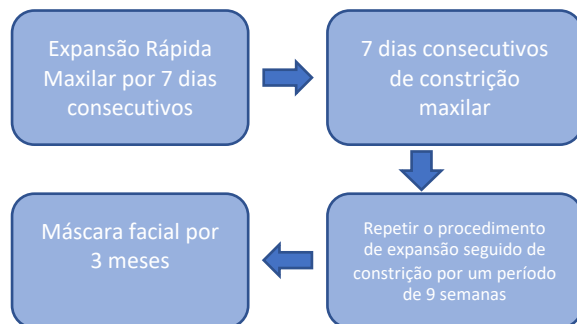 Expansão Rápida
Maxilar por 7 dias
consecutivos
7 dias consecutivos
de constrição
maxilar
Repetir o procedimento
de expansão seguido de
constrição por um período
de 9 semanas
Máscara facial por
3 meses